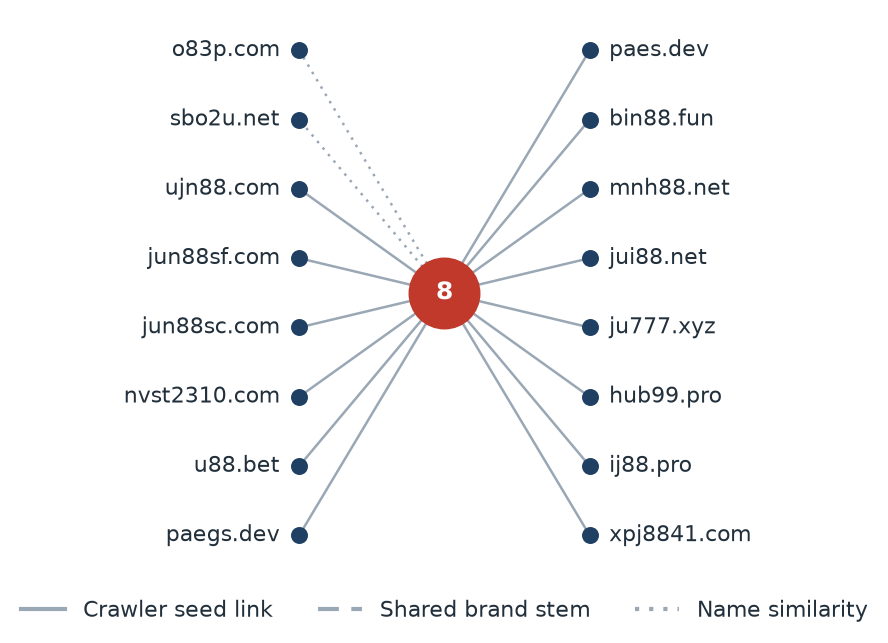 o83p.com
paes.dev
sbo2u.net
bin88.fun
ujn88.com
mnh88.net
jun88sf.com
jui88.net
8
jun88sc.com
ju777.xyz
nvst2310.com
hub99.pro
u88.bet
ij88.pro
paegs.dev
xpj8841.com
Crawler seed link
Shared brand stem
Name similarity